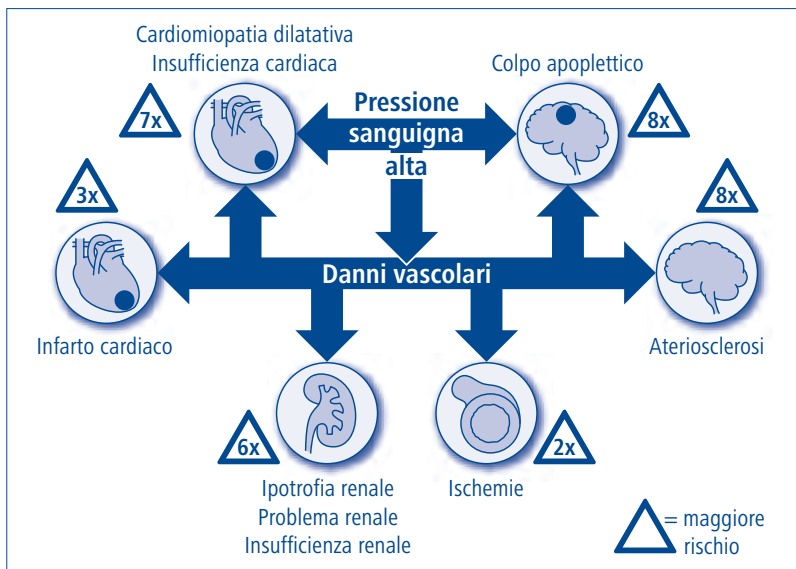 Cardiomiopatia dilatativa
Insufficienza cardiaca
7x
Pressione
sanguigna
alta
Colpo apoplettico
8x
3x
Infarto cardiaco
Danni vascolari
8x
Ateriosclerosi
6x
Ipotrofia renale
Problema renale
Insufficienza renale
2x
Ischemie
= maggiore
rischio